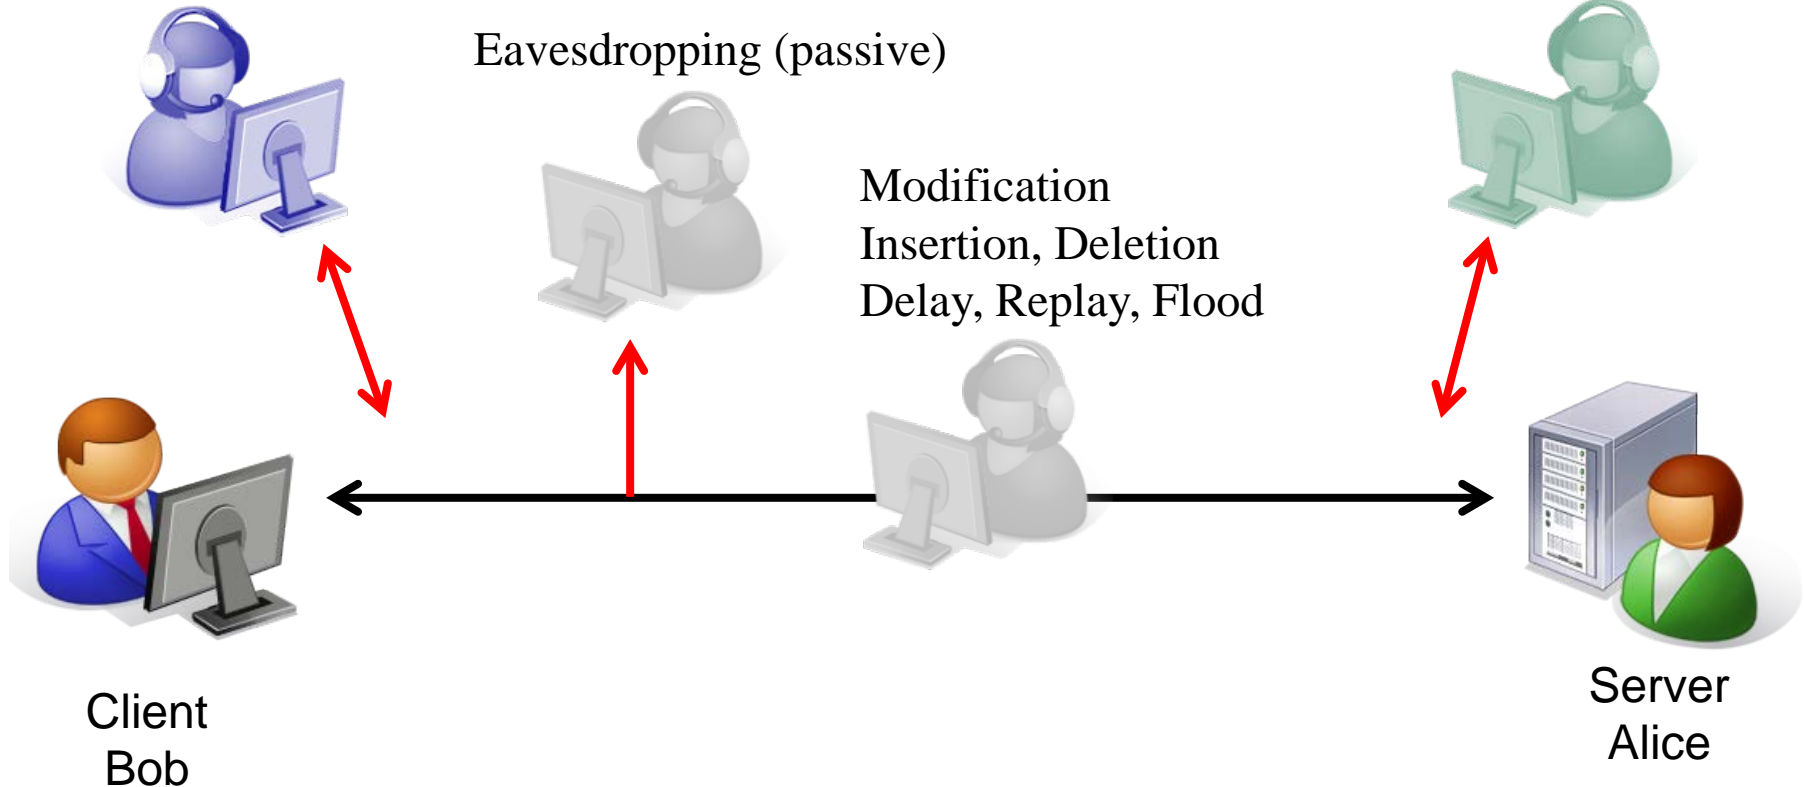 Eavesdropping (passive)
Modification
Insertion, Deletion
Delay, Replay, Flood
Client
Bob
Server
Alice